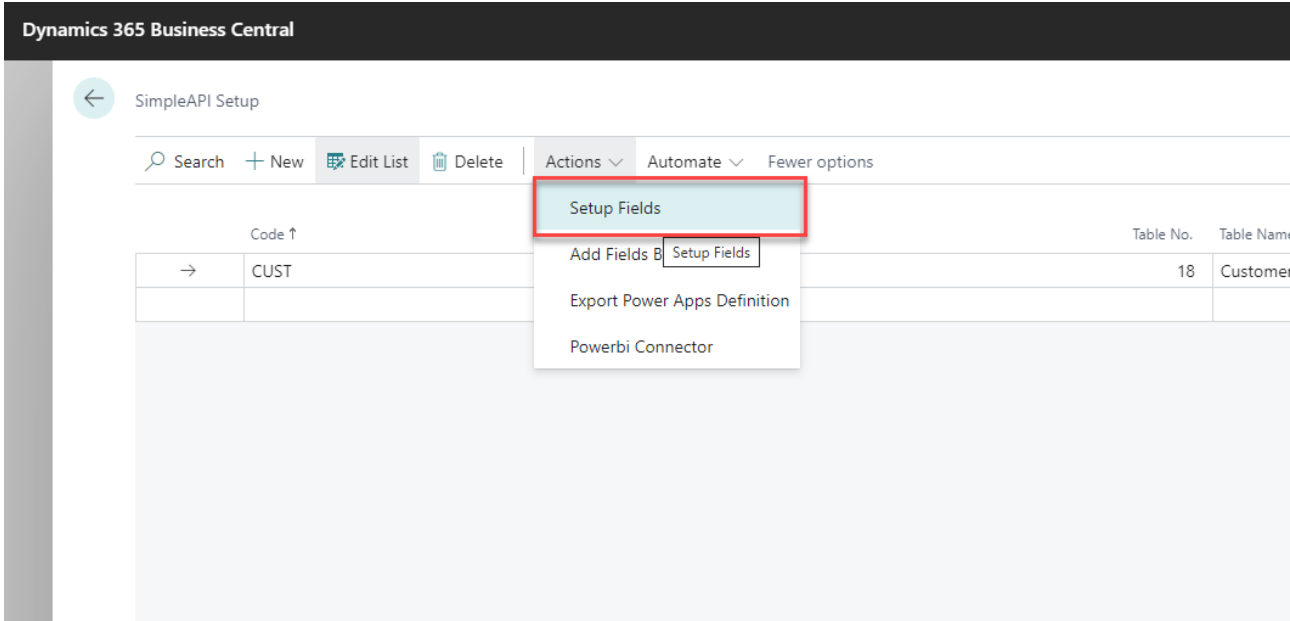 Dynamics 365 Business Central
SimpleAPI Setup
Search New Edit List Delete Actions Automate Fewer options
Setup Fields
Code ↑ Table No. Table Name
Add Fields B Setup Fields
→ CUST 18 Customer
Export Power Apps Definition
Powerbi Connector